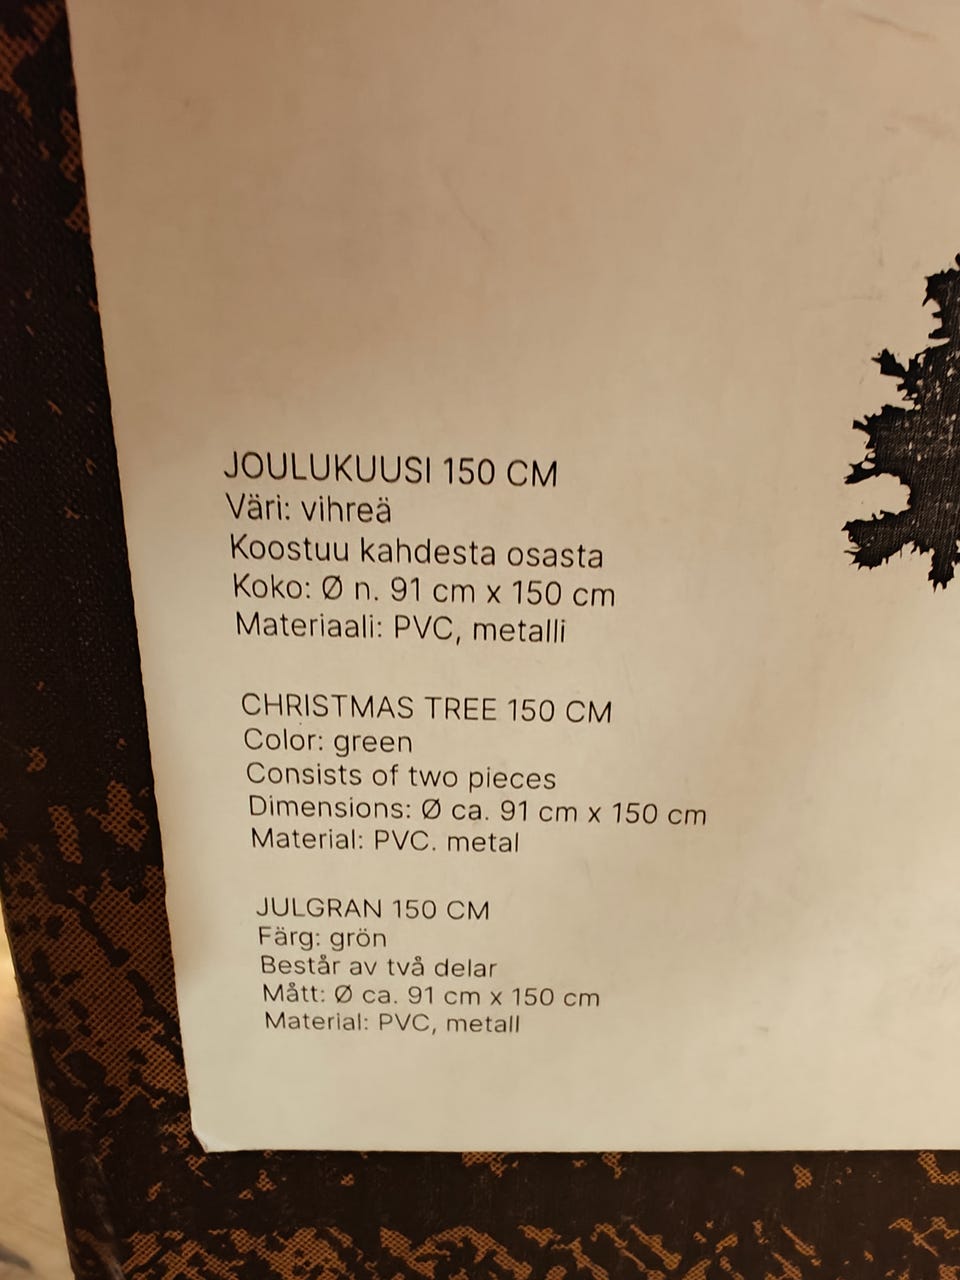 JOULUKUUSI 150 CM
Väri: vihreä
Koostuu kahdesta osasta
Koko: Ø n. 91 cm x 150 cm
Materiaali: PVC, metalli
CHRISTMAS TREE 150 CM
Color: green
Consists of two pieces
Dimensions: Ø ca. 91 cm x 150 cm
Material: PVC. metal
JULGRAN 150 CM
Färg: grön
Består av två delar
Mått: Ø ca. 91 cm x 150 cm
Material: PVC, metall